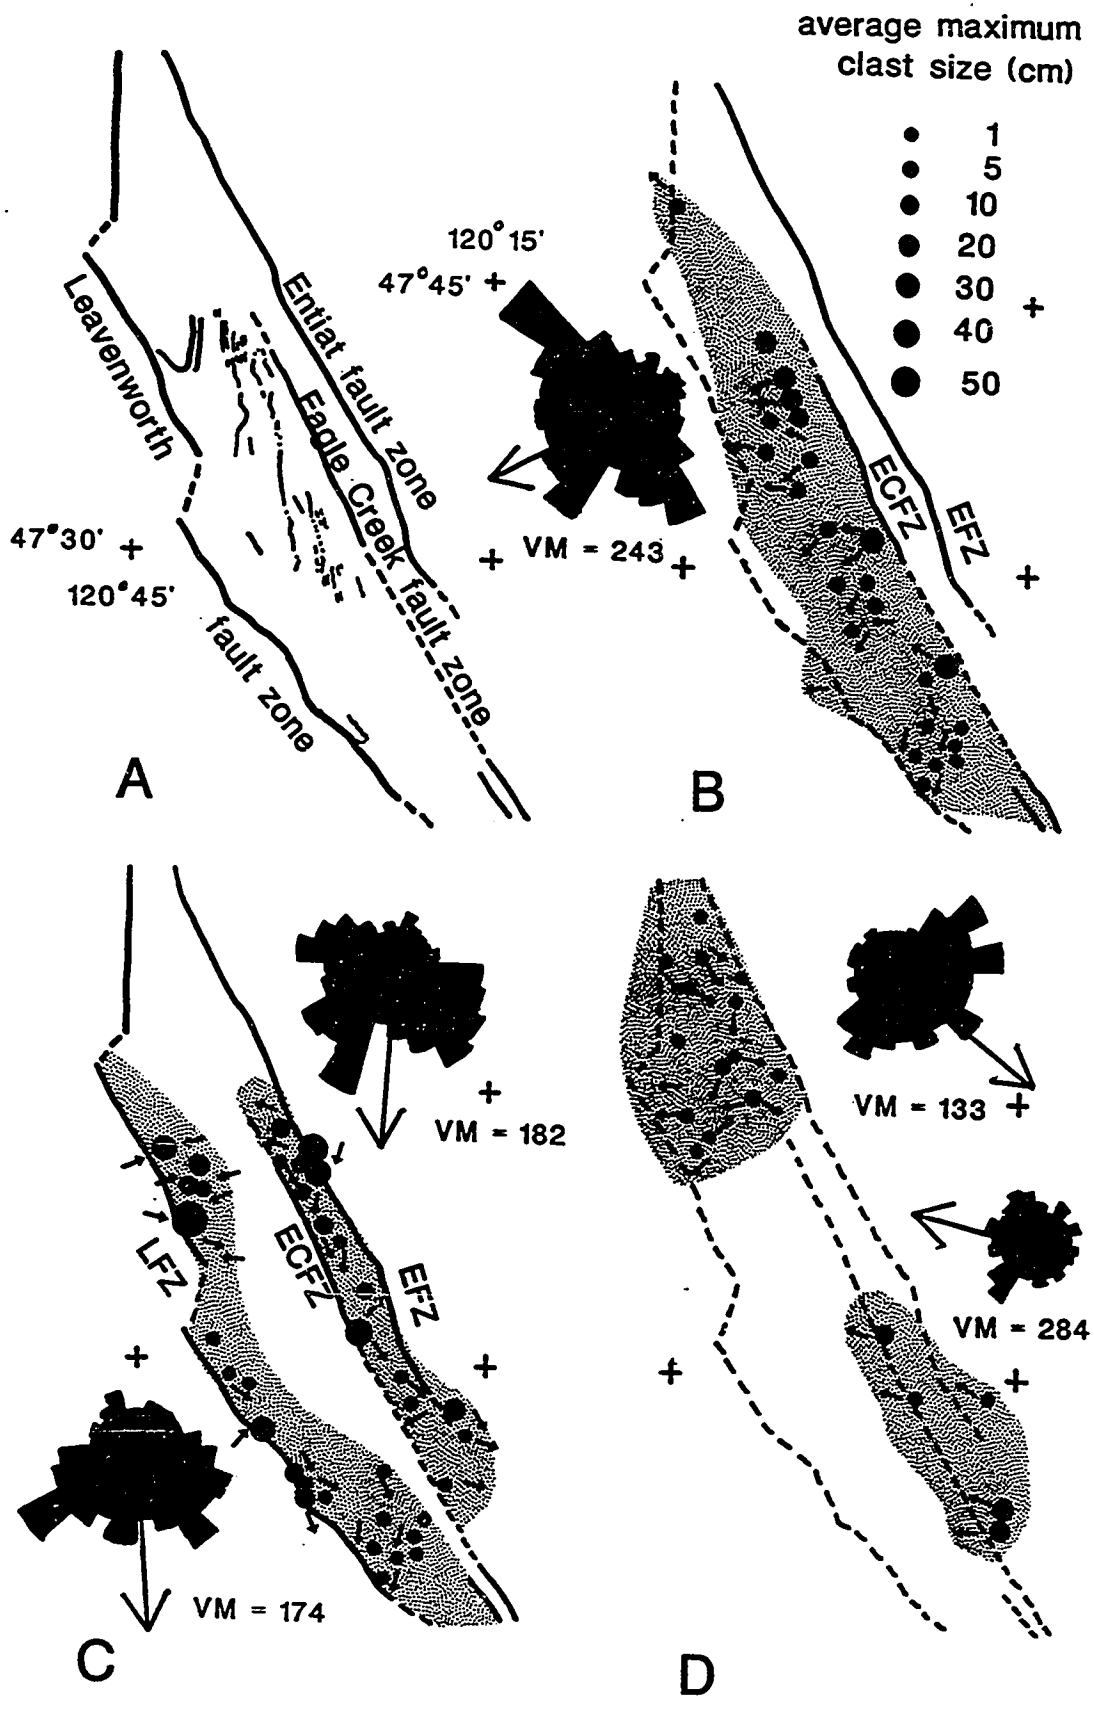 average maximum
clast size (cm)
1
5
10
20
30
40
50
120°15'
47°45'
Leavenworth
fault zone
Entiat fault zone
Eagle Creek fault zone
47°30'
120°45'
A
VM = 243
ECFZ
EFZ
B
VM = 182
LFZ
ECFZ
EFZ
VM = 174
C
VM = 133
VM = 284
D